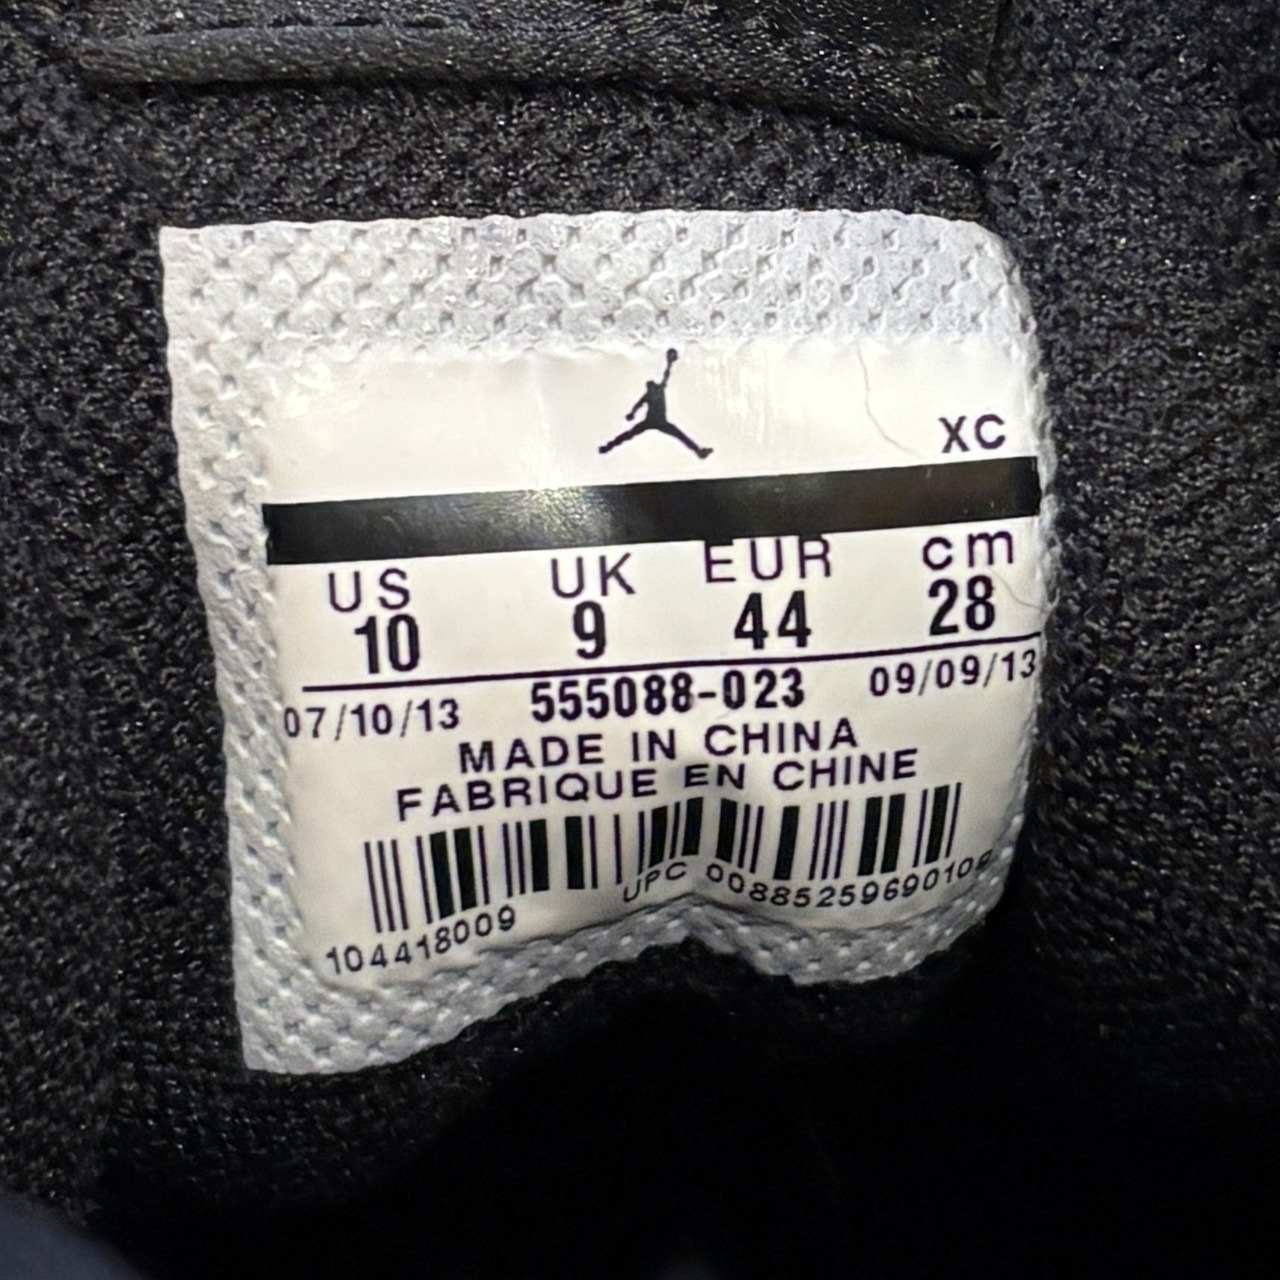 XC
US UK EUR cm
10 9 44 28
07/10/13 555088-023 09/09/13
MADE IN CHINA
FABRIQUE EN CHINE
UPC
104418009